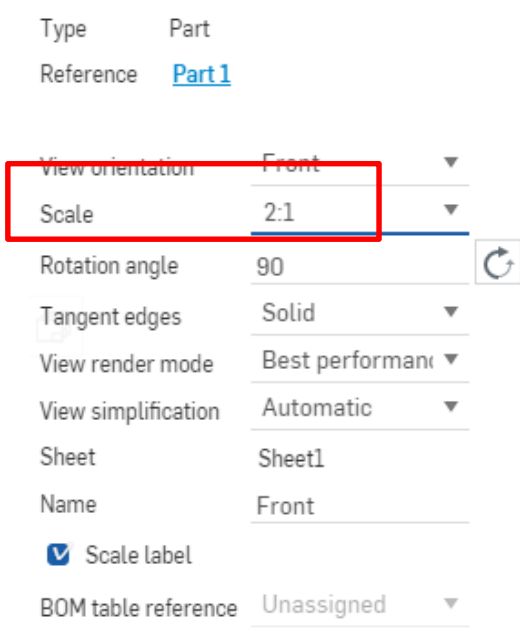 Type Part
Reference Part 1
View orientation Front
Scale 2:1
Rotation angle 90
Tangent edges Solid
View render mode Best performanc
View simplification Automatic
Sheet Sheet1
Name Front
Scale label
BOM table reference Unassigned